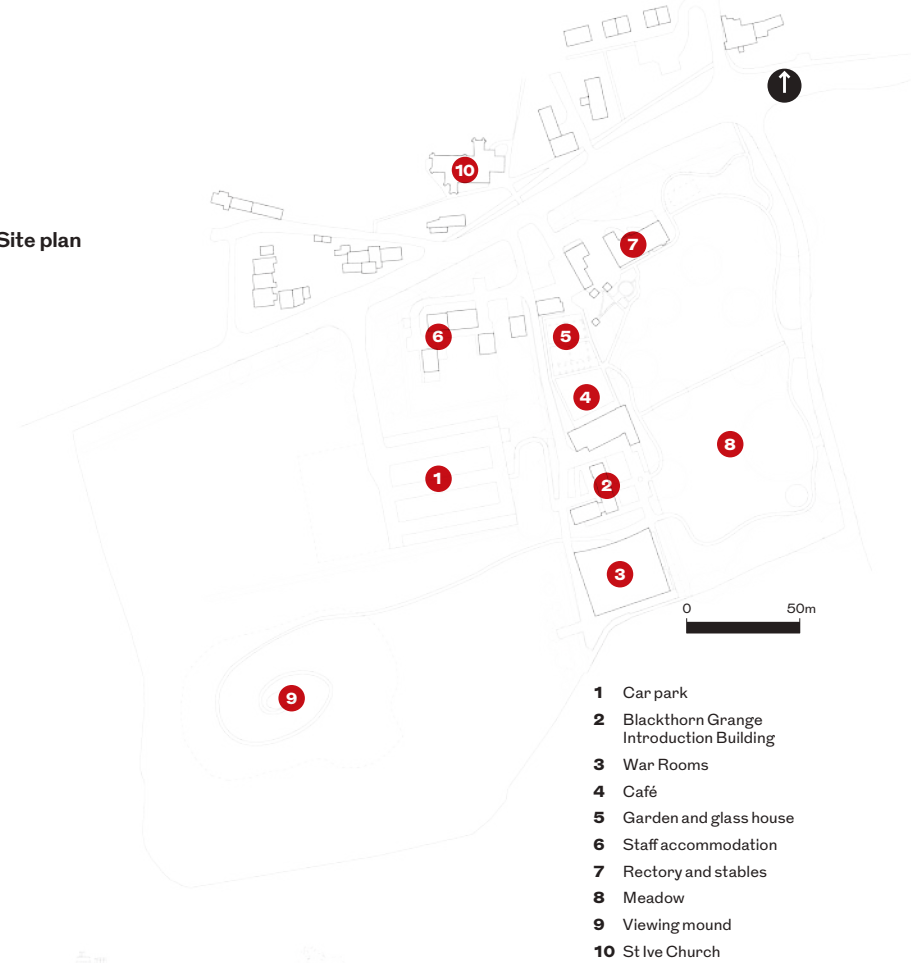 10
7
Site plan
6
5
4
8
1
2
3
0 50m
9
1 Car park
2 Blackthorn Grange
Introduction Building
3 War Rooms
4 Café
5 Garden and glass house
6 Staff accommodation
7 Rectory and stables
8 Meadow
9 Viewing mound
10 St Ive Church